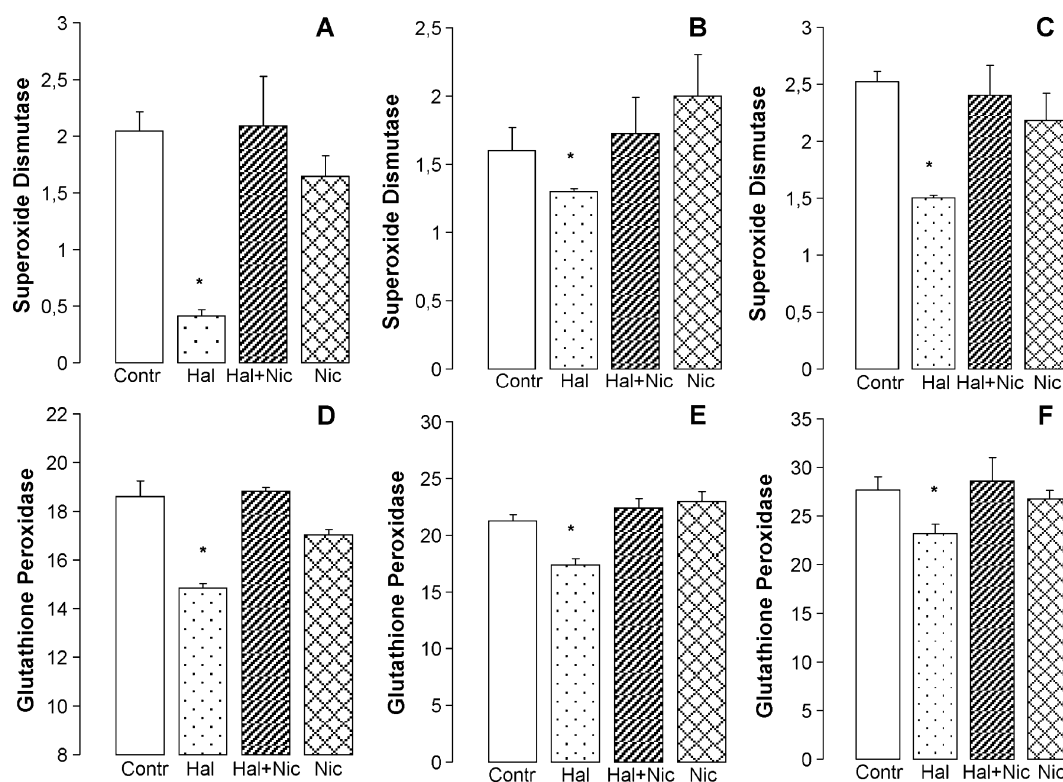 A
Superoxide Dismutase
3
2,5
2
1,5
1
0,5
0
*
Contr Hal Hal+Nic Nic
B
Superoxide Dismutase
2,5
2
1,5
1
0,5
0
*
Contr Hal Hal+Nic Nic
C
Superoxide Dismutase
3
2,5
2
1,5
1
0,5
0
*
Contr Hal Hal+Nic Nic
D
Glutathione Peroxidase
22
20
18
16
14
12
10
8
*
Contr Hal Hal+Nic Nic
E
Glutathione Peroxidase
30
25
20
15
10
5
0
*
Contr Hal Hal+Nic Nic
F
Glutathione Peroxidase
35
30
25
20
15
10
5
0
*
Contr Hal Hal+Nic Nic